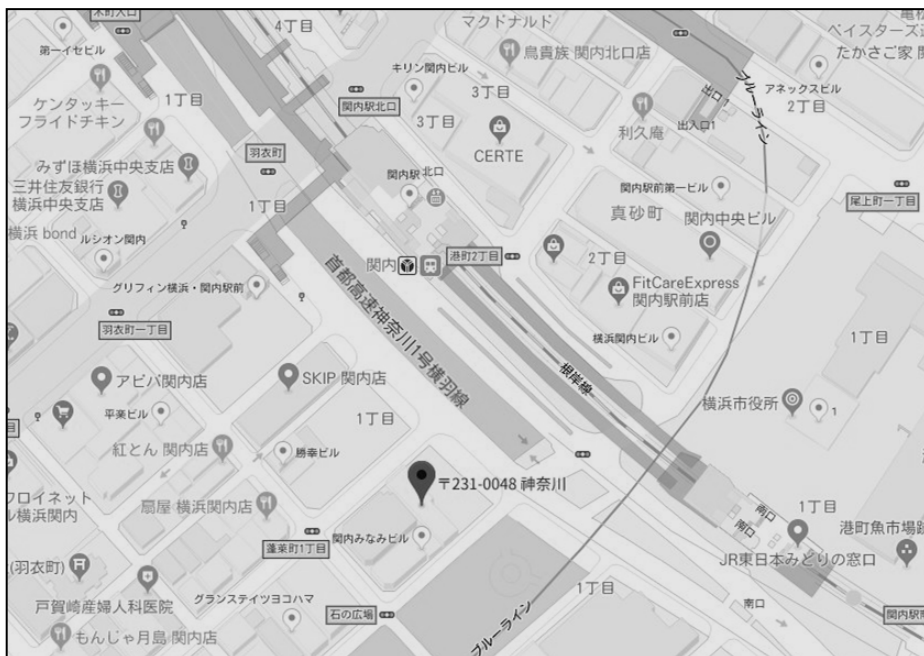 4丁目
マクドナルド
ベイスターズ
第一イセビル
鳥貴族 関内北口店
たかさご家 関
キリン関内ビル
ブルーライン
アネックスビル
ケンタッキー
フライドチキン
1丁目
3丁目
出口1
2丁目
関内駅北口
3丁目
利久庵
出入口1
CERTE
みずほ横浜中央支店
羽衣町
三井住友銀行
横浜中央支店
関内駅 北口
関内駅前第一ビル
1丁目
真砂町
関内中央ビル
尾上町一丁目
横浜 bond
ルシオン関内
港町2丁目
2丁目
関内
グリフィン横浜・関内駅前
首都高速神奈川1号横羽線
FitCareExpress
関内駅前店
羽衣町一丁目
横浜関内ビル
1丁目
アビバ関内店
SKIP 関内店
根岸線
横浜市役所
1
平楽ビル
1丁目
紅とん 関内店
勝幸ビル
〒231-0048 神奈川
フロイネット
ル横浜関内
扇屋 横浜関内店
南口
1丁目
蓬莱町1丁目
関内みなみビル
南口
港町魚市場跡
(羽衣町)
JR東日本みどりの窓口
戸賀崎産婦人科医院
グランステイツヨコハマ
石の広場
1丁目
南口
もんじゃ月島 関内店
ブルーライン